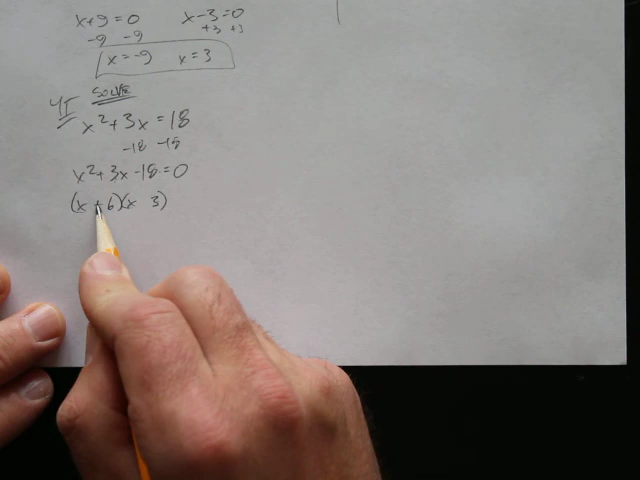 x+9=0 x-3=0
-9 -9 +3 +3
x=-9 x=3
YT SOLVE
x²+3x=18
-18 -18
x²+3x-18=0
(x + 6)(x 3)